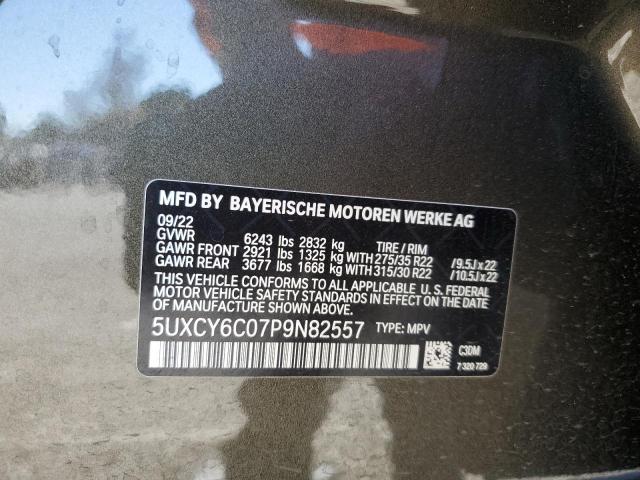 MFD BY BAYERISCHE MOTOREN WERKE AG
09/22
GVWR 6243 lbs 2832 kg TIRE / RIM
GAWR FRONT 2921 lbs 1325 kg WITH 275/35 R22 /9.5J x 22
GAWR REAR 3677 lbs 1668 kg WITH 315/30 R22 /10.5J x 22
THIS VEHICLE CONFORMS TO ALL APPLICABLE U.S. FEDERAL
MOTOR VEHICLE SAFETY STANDARDS IN EFFECT ON THE DATE
OF MANUFACTURE SHOWN ABOVE.
5UXCY6C07P9N82557 TYPE: MPV
C3DM
7 320 729